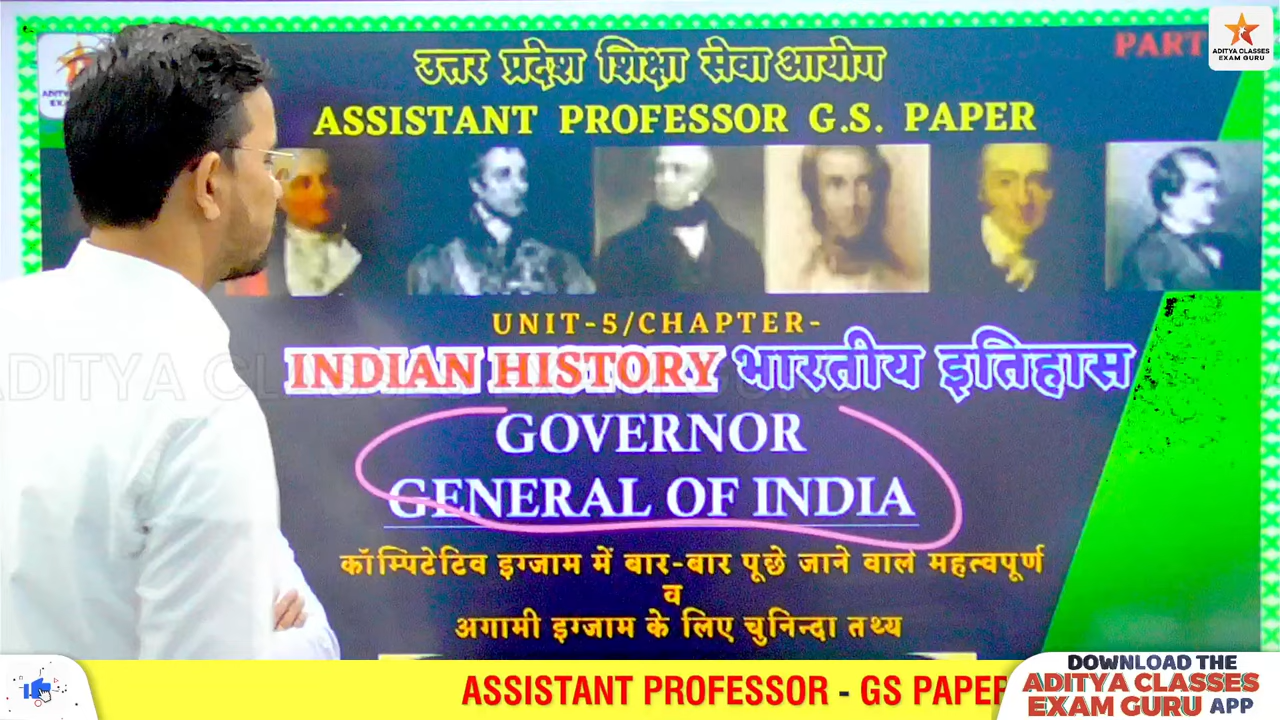 उत्तर प्रदेश शिक्षा सेवा आयोग
PART
ADITYA CLASSES
EXAM GURU
ASSISTANT PROFESSOR G.S. PAPER
UNIT-5/CHAPTER-
INDIAN HISTORY भारतीय इतिहास
GOVERNOR
GENERAL OF INDIA
कॉम्पिटेटिव इग्जाम में बार-बार पूछे जाने वाले महत्वपूर्ण
व
अगामी इग्जाम के लिए चुनिन्दा तथ्य
ASSISTANT PROFESSOR - GS PAPER
DOWNLOAD THE
ADITYA CLASSES
EXAM GURU APP